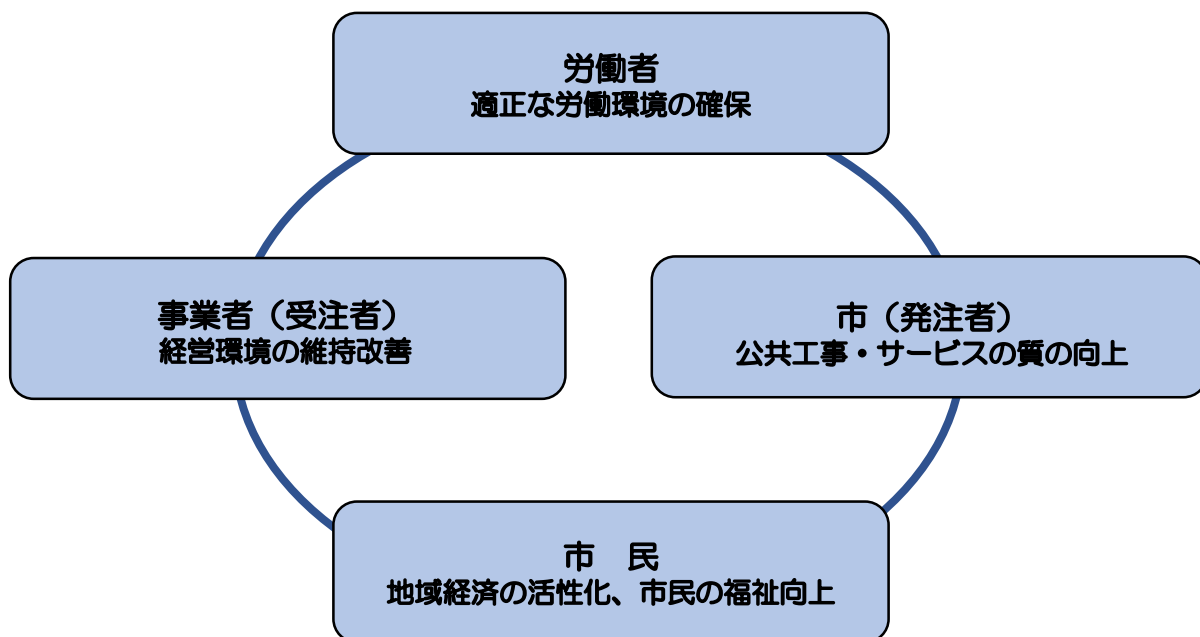 労働者
適正な労働環境の確保
事業者（受注者）
経営環境の維持改善
市（発注者）
公共工事・サービスの質の向上
市　民
地域経済の活性化、市民の福祉向上